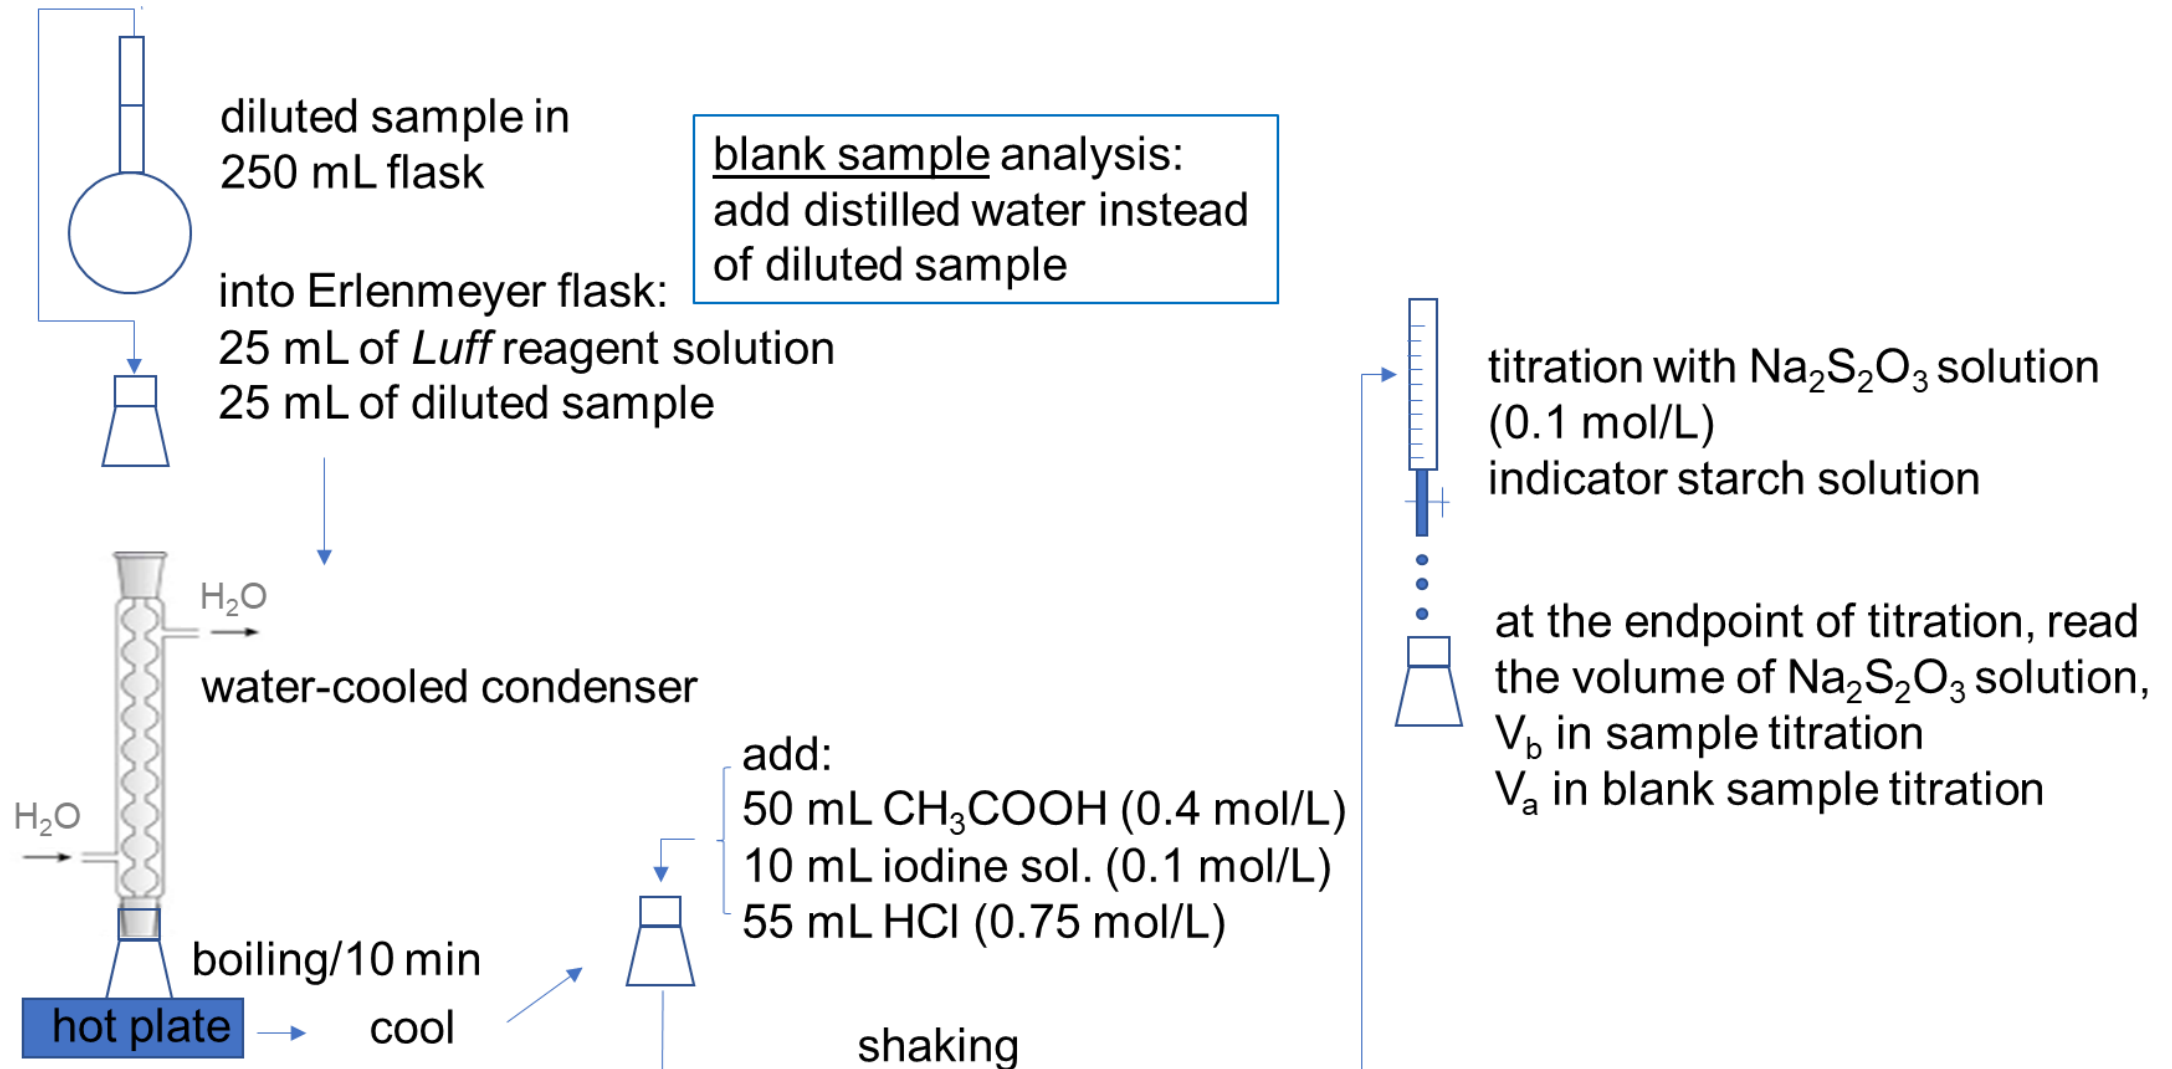 diluted sample in
250 mL flask
blank sample analysis:
add distilled water instead
of diluted sample
into Erlenmeyer flask:
25 mL of Luff reagent solution
25 mL of diluted sample
titration with Na₂S₂O₃ solution
(0.1 mol/L)
indicator starch solution
H₂O
water-cooled condenser
H₂O
boiling/10 min
hot plate
cool
add:
50 mL CH₃COOH (0.4 mol/L)
10 mL iodine sol. (0.1 mol/L)
55 mL HCl (0.75 mol/L)
shaking
at the endpoint of titration, read
the volume of Na₂S₂O₃ solution,
V_b in sample titration
Vₐ in blank sample titration